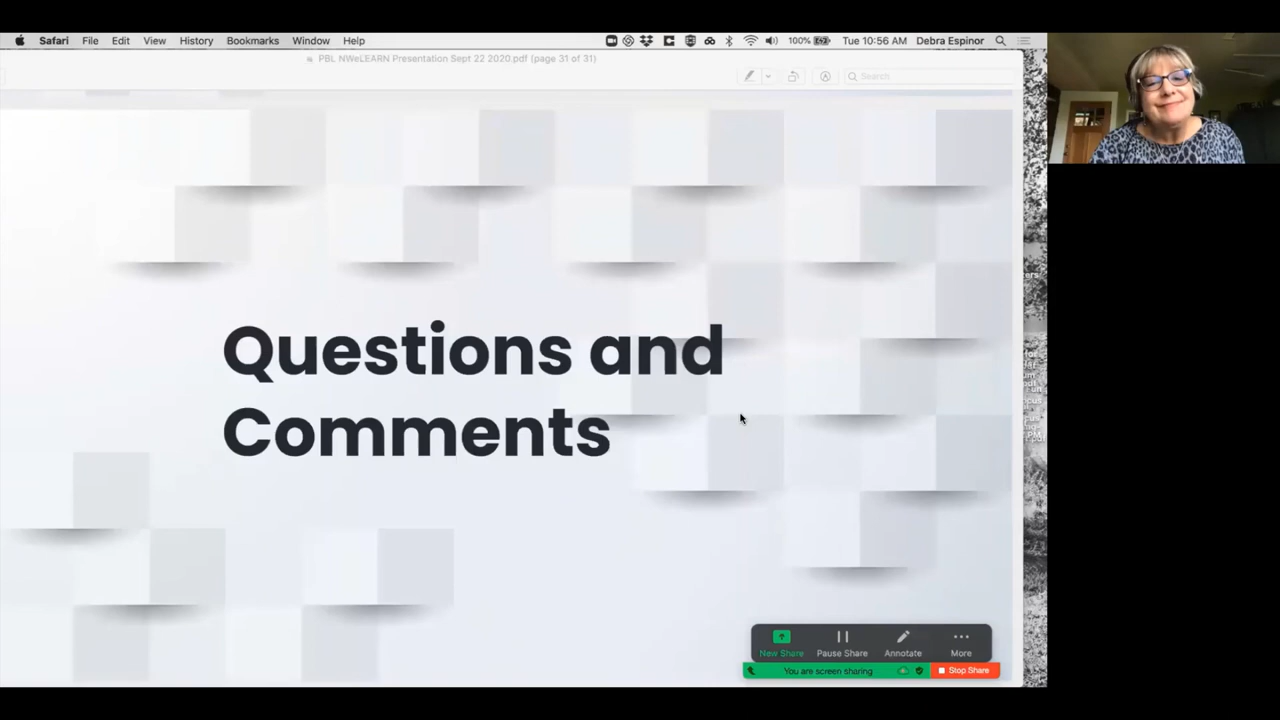 Safari File Edit View History Bookmarks Window Help 100% Tue 10:56 AM Debra Espinor
PBL NWeLEARN Presentation Sept 22 2020.pdf (page 31 of 31)
Search
Questions and
Comments
New Share Pause Share Annotate More
You are screen sharing Stop Share